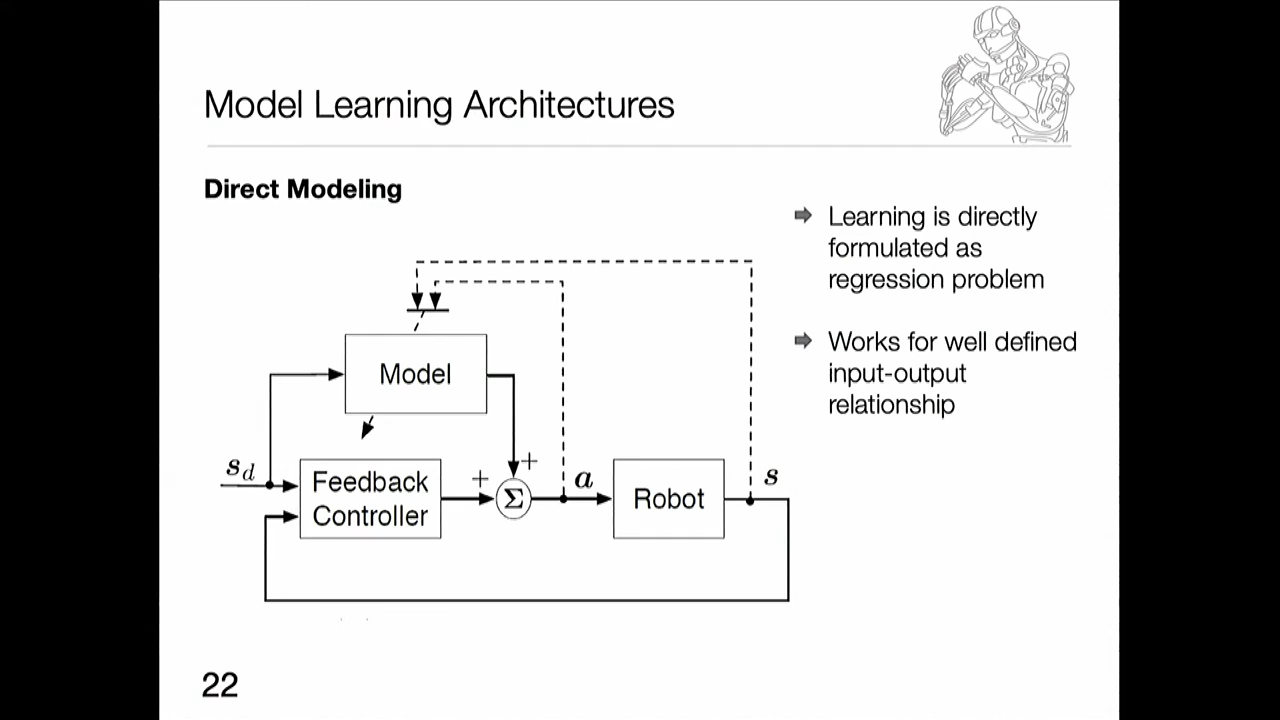 Model Learning Architectures
Direct Modeling
Learning is directly
formulated as
regression problem
Works for well defined
input-output
relationship
Model
s_d
Feedback
Controller
+
+
Σ
a
Robot
s
22